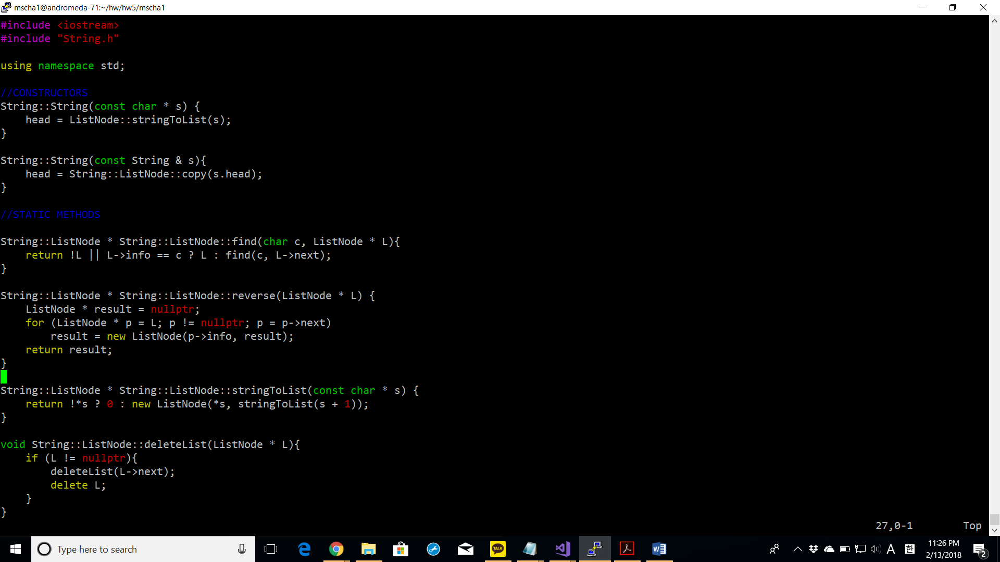 mscha1@andromeda-71:~/hw/hw5/mscha1
#include <iostream>
#include "String.h"
using namespace std;
//CONSTRUCTORS
String::String(const char * s) {
    head = ListNode::stringToList(s);
}
String::String(const String & s){
    head = String::ListNode::copy(s.head);
}
//STATIC METHODS
String::ListNode * String::ListNode::find(char c, ListNode * L){
    return !L || L->info == c ? L : find(c, L->next);
}
String::ListNode * String::ListNode::reverse(ListNode * L) {
    ListNode * result = nullptr;
    for (ListNode * p = L; p != nullptr; p = p->next)
        result = new ListNode(p->info, result);
    return result;
}
String::ListNode * String::ListNode::stringToList(const char * s) {
    return !*s ? 0 : new ListNode(*s, stringToList(s + 1));
}
void String::ListNode::deleteList(ListNode * L){
    if (L != nullptr){
        deleteList(L->next);
        delete L;
    }
}
27,0-1 Top
Type here to search
TALK
A 한
11:26 PM
2/13/2018
2